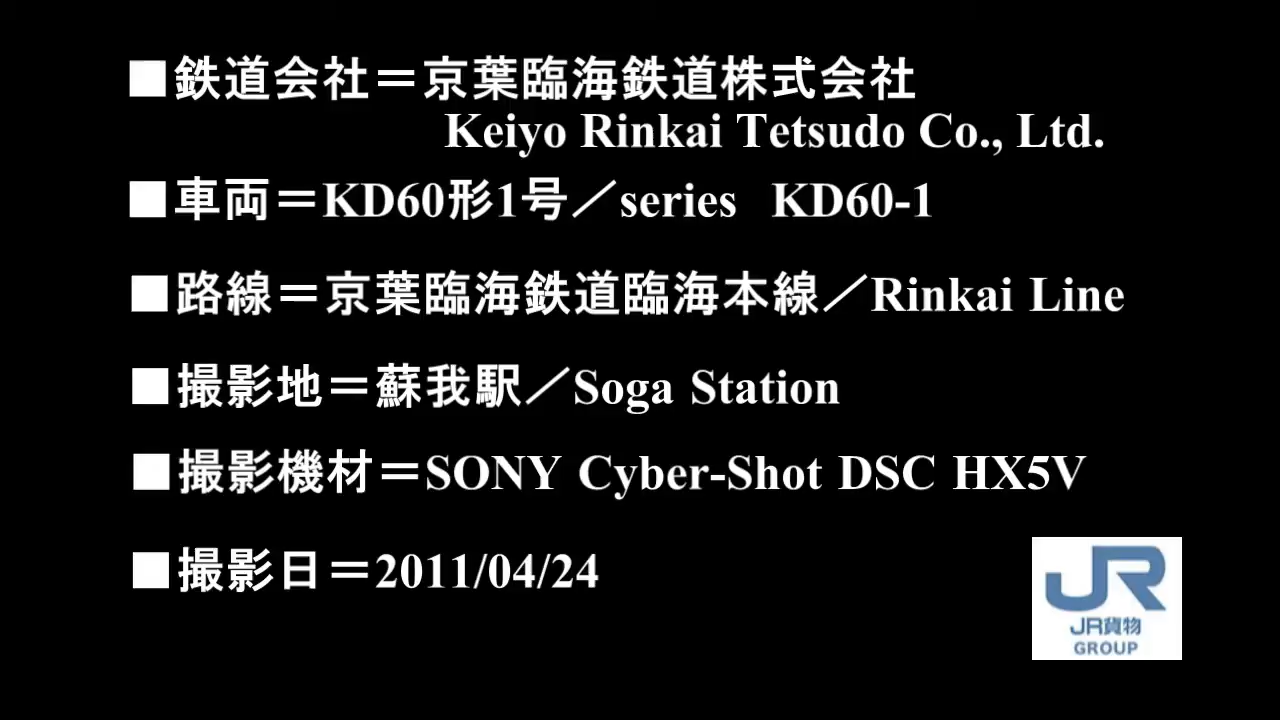 ■鉄道会社＝京葉臨海鉄道株式会社
Keiyo Rinkai Tetsudo Co., Ltd.
■車両＝KD60形1号／series KD60-1
■路線＝京葉臨海鉄道臨海本線／Rinkai Line
■撮影地＝蘇我駅／Soga Station
■撮影機材＝SONY Cyber-Shot DSC HX5V
■撮影日＝2011/04/24
JR
JR貨物
GROUP